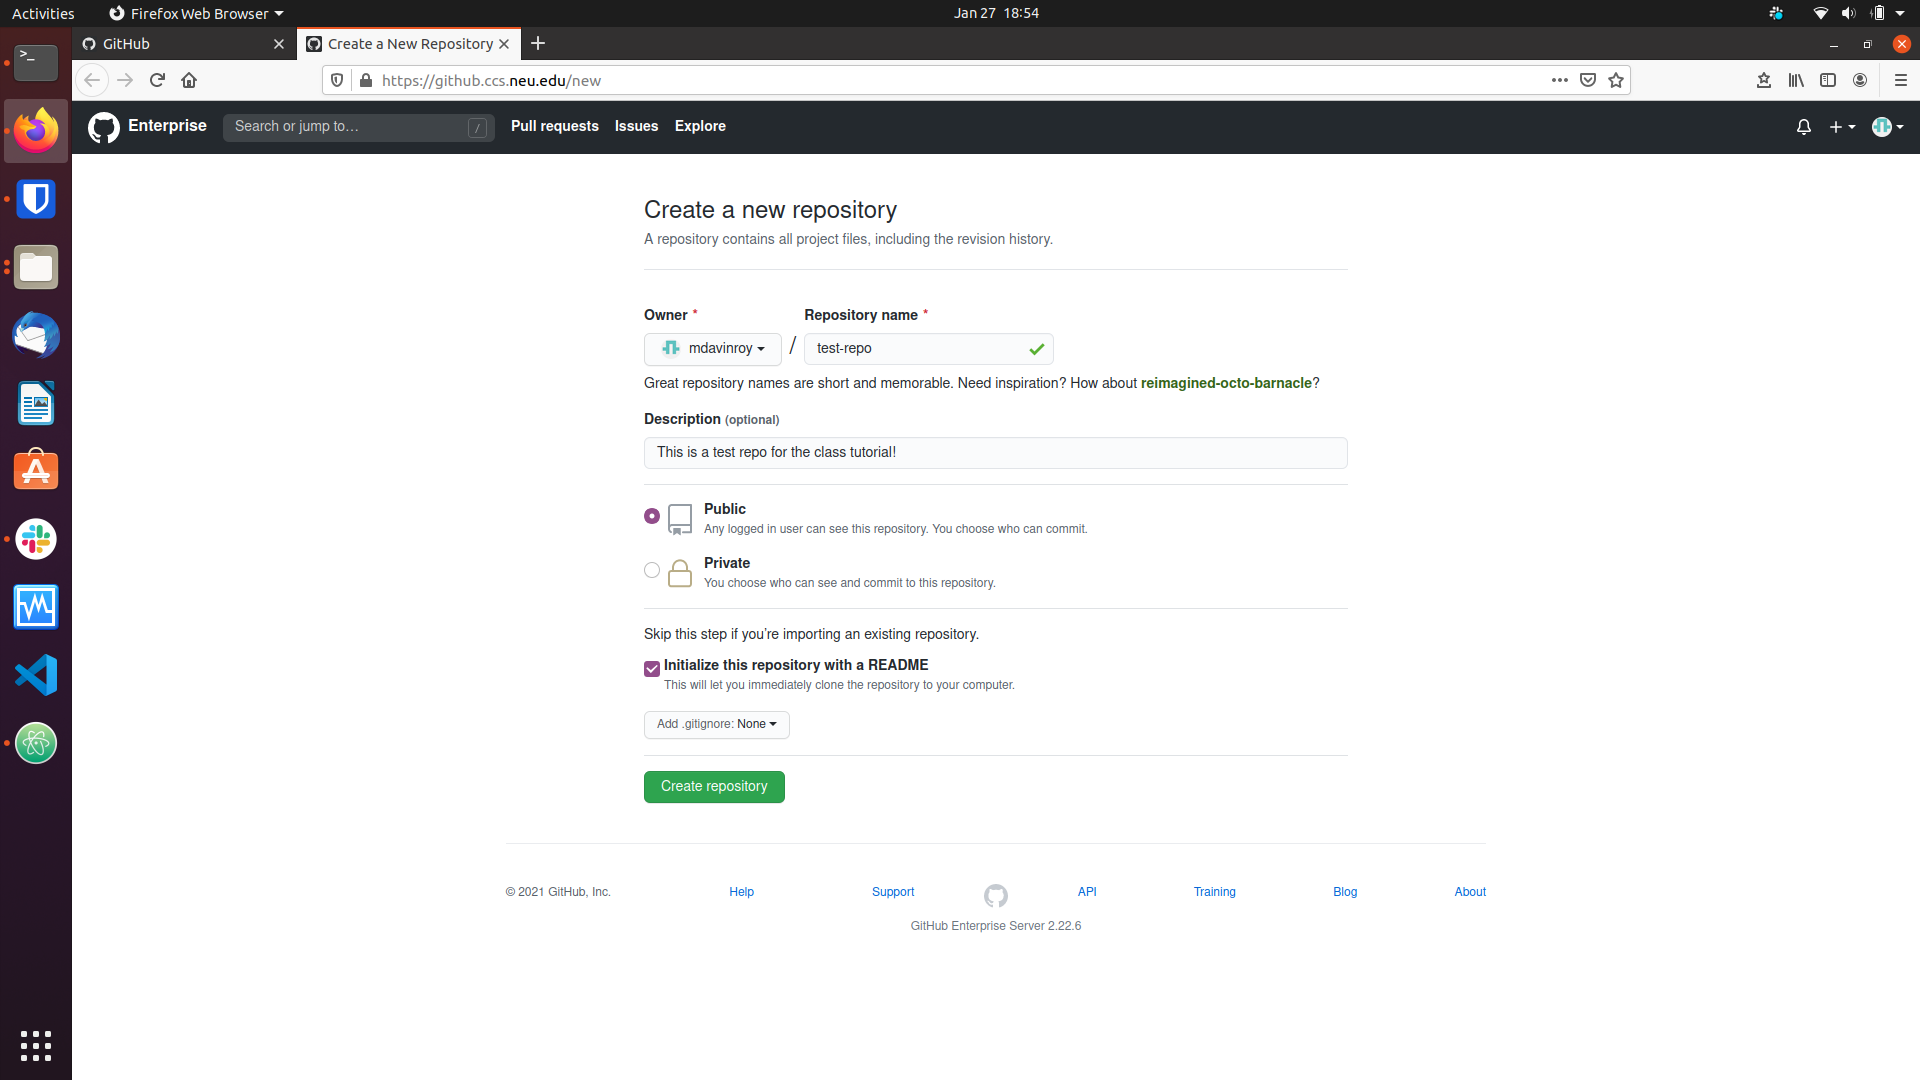 Activities
Firefox Web Browser
Jan 27 18:54
GitHub
Create a New Repository
https://github.ccs.neu.edu/new
Enterprise
Search or jump to…
/
Pull requests
Issues
Explore
Create a new repository
A repository contains all project files, including the revision history.
Owner *
Repository name *
mdavinroy
/
test-repo
Great repository names are short and memorable. Need inspiration? How about reimagined-octo-barnacle?
Description (optional)
This is a test repo for the class tutorial!
Public
Any logged in user can see this repository. You choose who can commit.
Private
You choose who can see and commit to this repository.
Skip this step if you’re importing an existing repository.
Initialize this repository with a README
This will let you immediately clone the repository to your computer.
Add .gitignore: None
Create repository
© 2021 GitHub, Inc.
Help
Support
API
Training
Blog
About
GitHub Enterprise Server 2.22.6